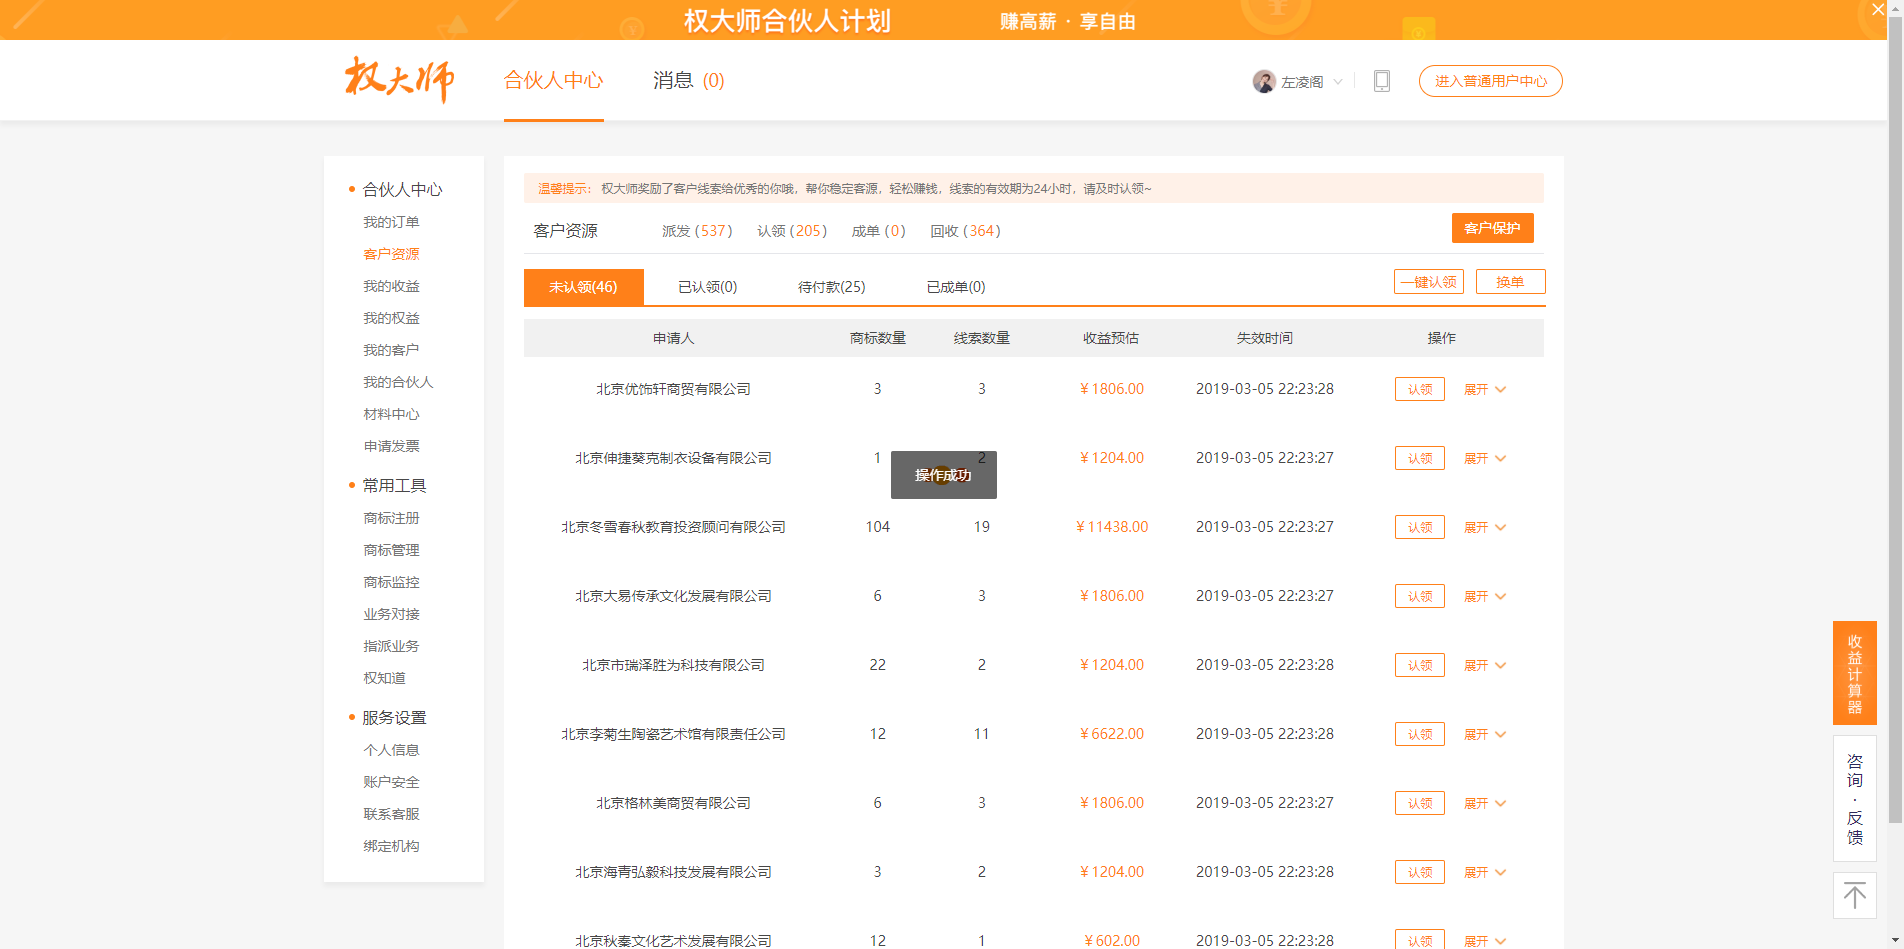 权大师合伙人计划 赚高薪 · 享自由
权大师 合伙人中心 消息 (0) 左凌阁 进入普通用户中心
合伙人中心
我的订单
客户资源
我的收益
我的权益
我的客户
我的合伙人
材料中心
申请发票
常用工具
商标注册
商标管理
商标监控
业务对接
指派业务
权知道
服务设置
个人信息
账户安全
联系客服
绑定机构
温馨提示： 权大师奖励了客户线索给优秀的你哦，帮你稳定客源，轻松赚钱，线索的有效期为24小时，请及时认领~
客户资源 派发 (537) 认领 (205) 成单 (0) 回收 (364) 客户保护
未认领(46) 已认领(0) 待付款(25) 已成单(0) 一键认领 换单
申请人 商标数量 线索数量 收益预估 失效时间 操作
北京优饰轩商贸有限公司 3 3 ¥1806.00 2019-03-05 22:23:28 认领 展开
北京伸捷葵克制衣设备有限公司 1 2 ¥1204.00 2019-03-05 22:23:27 认领 展开
操作成功
北京冬雪春秋教育投资顾问有限公司 104 19 ¥11438.00 2019-03-05 22:23:27 认领 展开
北京大易传承文化发展有限公司 6 3 ¥1806.00 2019-03-05 22:23:27 认领 展开
北京市瑞泽胜为科技有限公司 22 2 ¥1204.00 2019-03-05 22:23:28 认领 展开
北京李菊生陶瓷艺术馆有限责任公司 12 11 ¥6622.00 2019-03-05 22:23:28 认领 展开
北京格林美商贸有限公司 6 3 ¥1806.00 2019-03-05 22:23:27 认领 展开
北京海青弘毅科技发展有限公司 3 2 ¥1204.00 2019-03-05 22:23:28 认领 展开
北京秋秦文化艺术发展有限公司 12 1 ¥602.00 2019-03-05 22:23:28 认领 展开
收益计算器
咨询·反馈